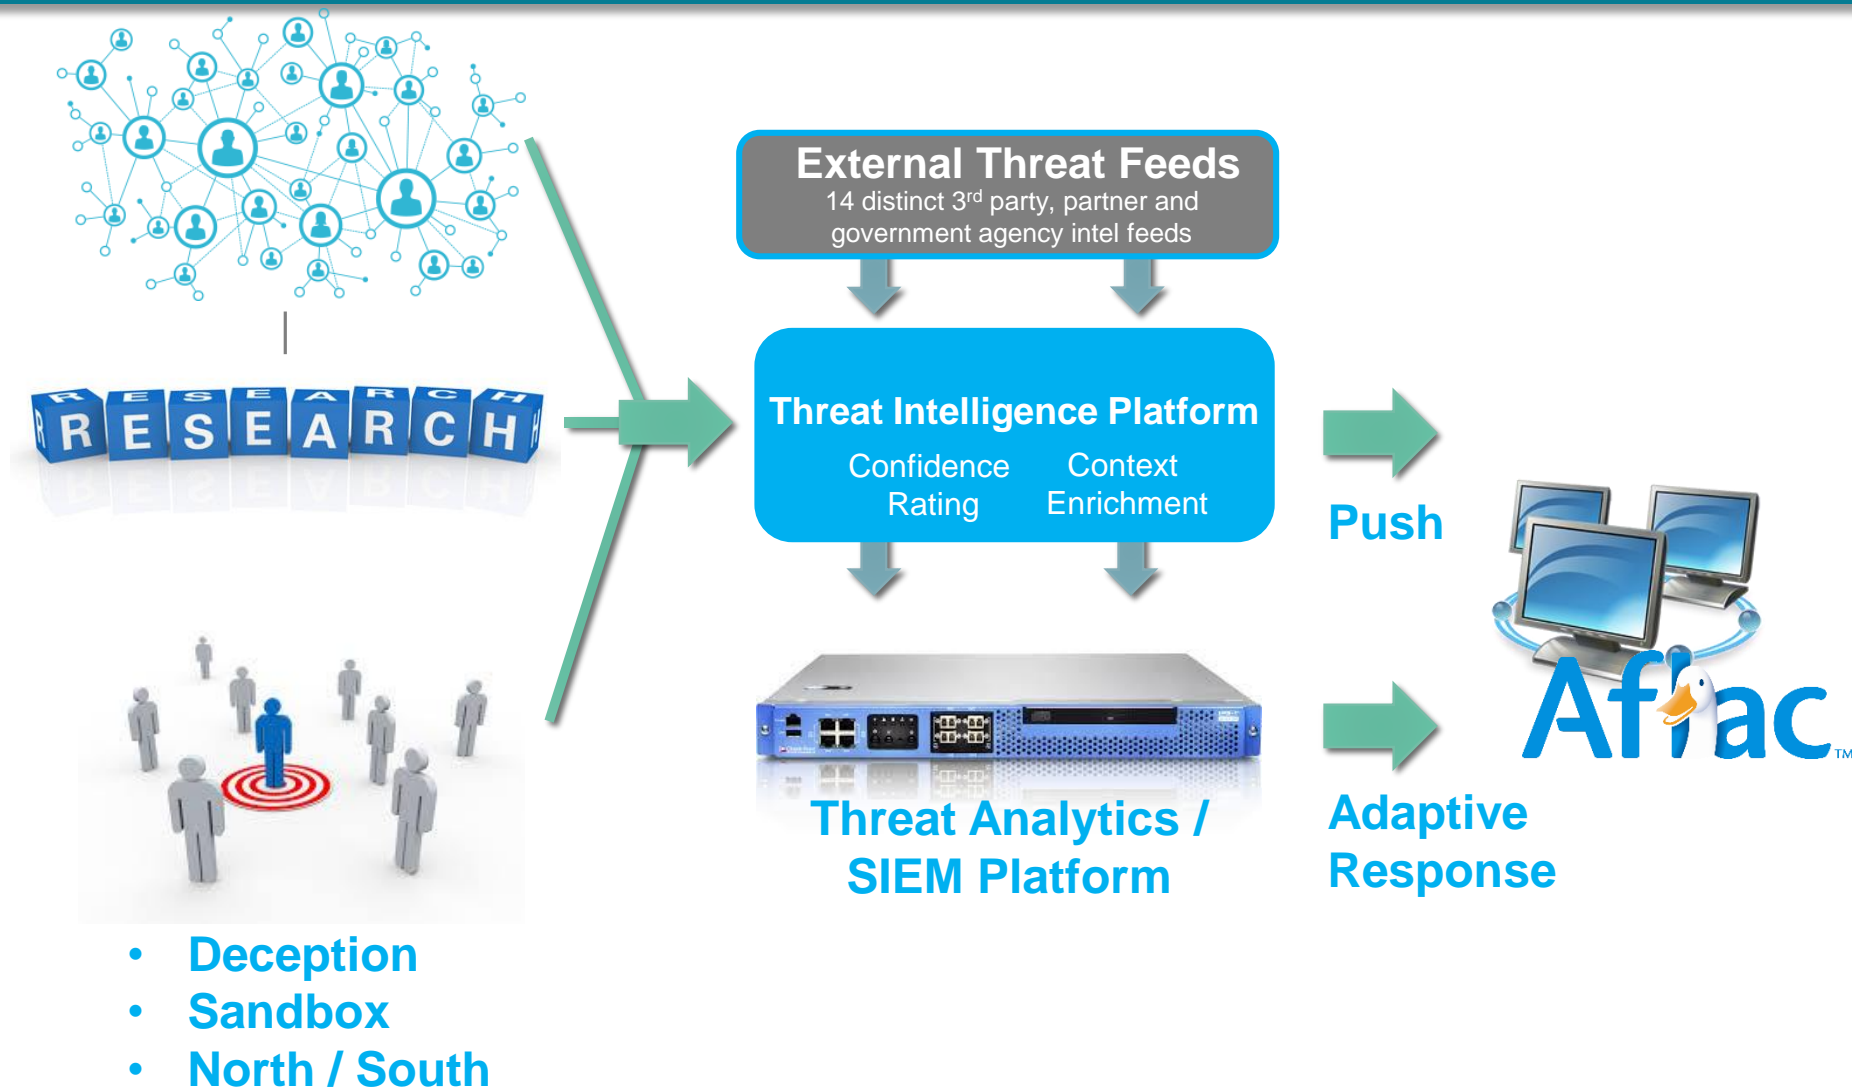 RESEARCH
Deception
Sandbox
North / South
External Threat Feeds
14 distinct 3rd party, partner and
government agency intel feeds
Threat Intelligence Platform
Confidence
Rating
Context
Enrichment
Threat Analytics /
SIEM Platform
Push
Adaptive
Response
Aflac™